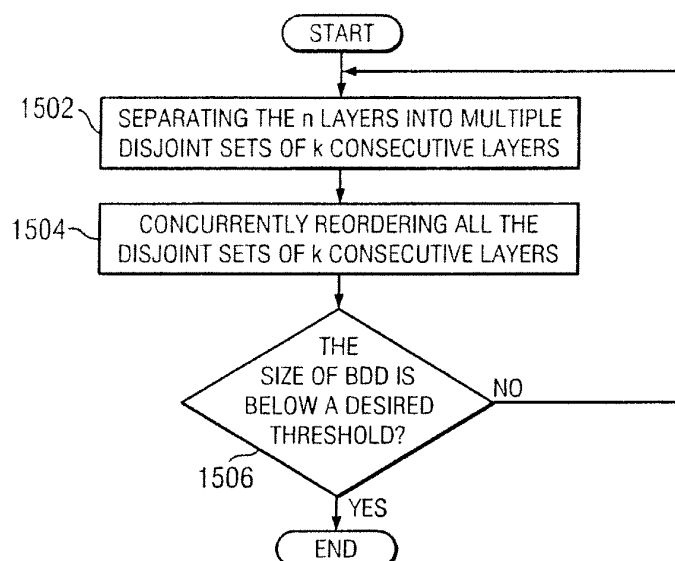 START
1502
SEPARATING THE n LAYERS INTO MULTIPLE
DISJOINT SETS OF k CONSECUTIVE LAYERS
1504
CONCURRENTLY REORDERING ALL THE
DISJOINT SETS OF k CONSECUTIVE LAYERS
THE
SIZE OF BDD IS
BELOW A DESIRED
THRESHOLD?
NO
1506
YES
END